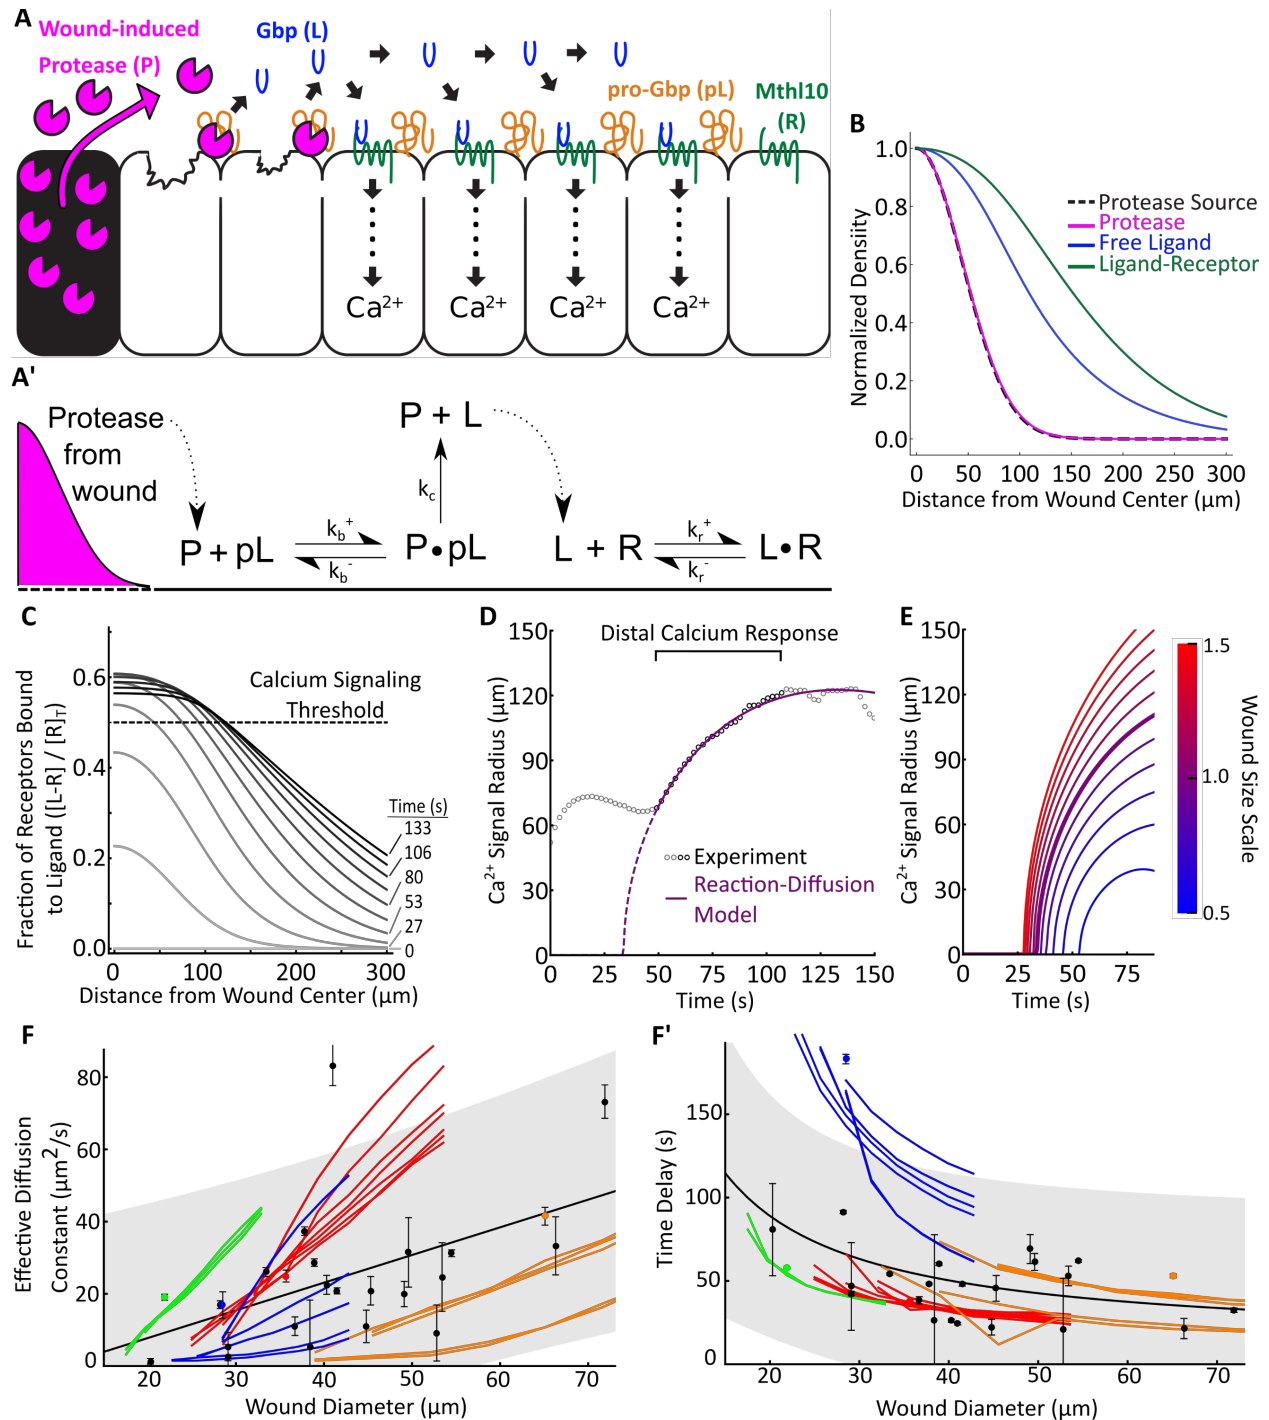 A
Wound-induced
Protease (P)
Gbp (L)
pro-Gbp (pL)
Mthl10
(R)
Ca2+
Ca2+
Ca2+
Ca2+
A'
Protease
from
wound
P + L
kc
P + pL
kb+
kb-
P•pL
L + R
kr+
kr-
L•R
B
Normalized Densiity
1.0
0.8
0.6
0.4
0.2
0.0
Protease Source
Protease
Free Ligand
Ligand-Receptor
0 50 100 150 200 250 300
Distance from Wound Center (µm)
C
Fraction of Receptors Bound
to Ligand ([L-R] / [R]T)
0.6
0.4
0.2
0.0
Calcium Signaling
Threshold
Time (s)
133
106
80
53
27
0
0 100 200 300
Distance from Wound Center (µm)
D
Distal Calcium Response
Ca2+ Signal Radius (µm)
150
120
90
60
30
0
Experiment
Reaction-Diffusion
Model
0 25 50 75 100 125 150
Time (s)
E
Ca2+ Signal Radius (µm)
150
120
90
60
30
0
0 25 50 75
Time (s)
1.5
1.0
0.5
Wound Size Scale
F
Effective Diffusion
Constant (µm2/s)
80
60
40
20
0
20 30 40 50 60 70
Wound Diameter (µm)
F'
Time Delay (s)
150
100
50
0
20 30 40 50 60 70
Wound Diameter (µm)